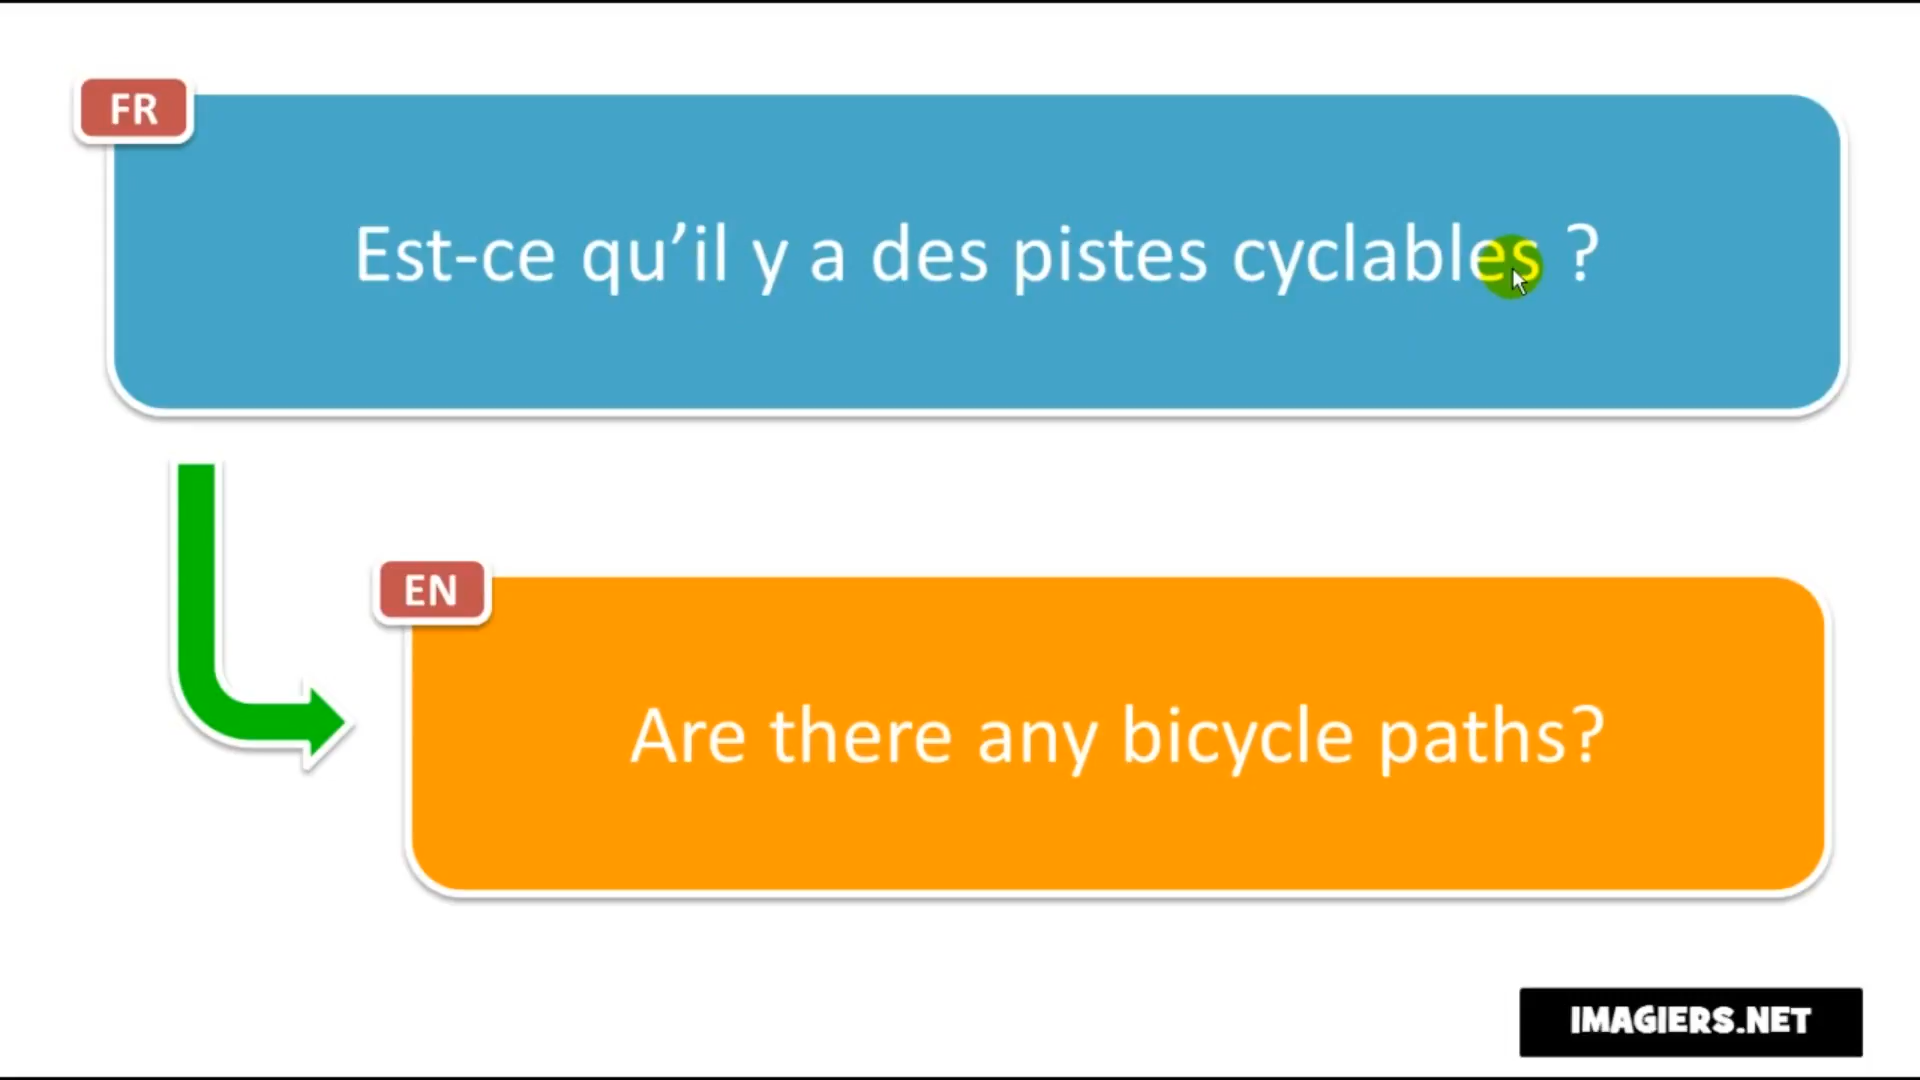 FR
Est-ce qu’il y a des pistes cyclables ?
EN
Are there any bicycle paths?
IMAGIERS.NET